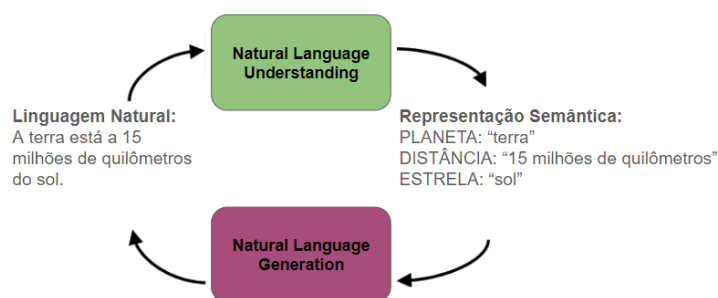 Natural Language
Understanding
Linguagem Natural:
A terra está a 15
milhões de quilômetros
do sol.
Representação Semântica:
PLANETA: “terra”
DISTÂNCIA: “15 milhões de quilômetros”
ESTRELA: “sol”
Natural Language
Generation